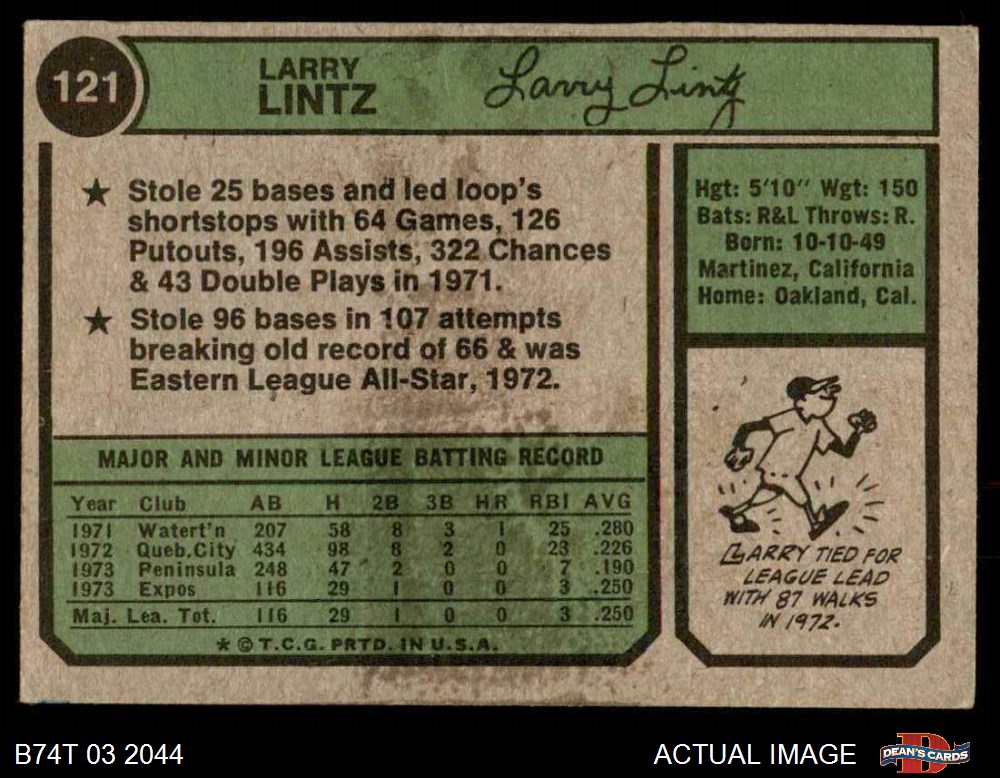 121
LARRY
LINTZ
Larry Lintz
★ Stole 25 bases and led loop's
shortstops with 64 Games, 126
Putouts, 196 Assists, 322 Chances
& 43 Double Plays in 1971.
★ Stole 96 bases in 107 attempts
breaking old record of 66 & was
Eastern League All-Star, 1972.
Hgt: 5'10" Wgt: 150
Bats: R&L Throws: R.
Born: 10-10-49
Martinez, California
Home: Oakland, Cal.
MAJOR AND MINOR LEAGUE BATTING RECORD
Year Club AB H 2B 3B HR RBI AVG
1971 Watert'n 207 58 8 3 1 25 .280
1972 Queb.City 434 98 8 2 0 23 .226
1973 Peninsula 248 47 2 0 0 7 .190
1973 Expos 116 29 1 0 0 3 .250
Maj. Lea. Tot. 116 29 1 0 0 3 .250
* © T.C.G. PRTD. IN U.S.A.
LARRY TIED FOR
LEAGUE LEAD
WITH 87 WALKS
IN 1972.
B74T 03 2044
ACTUAL IMAGE
DEAN'S CARDS